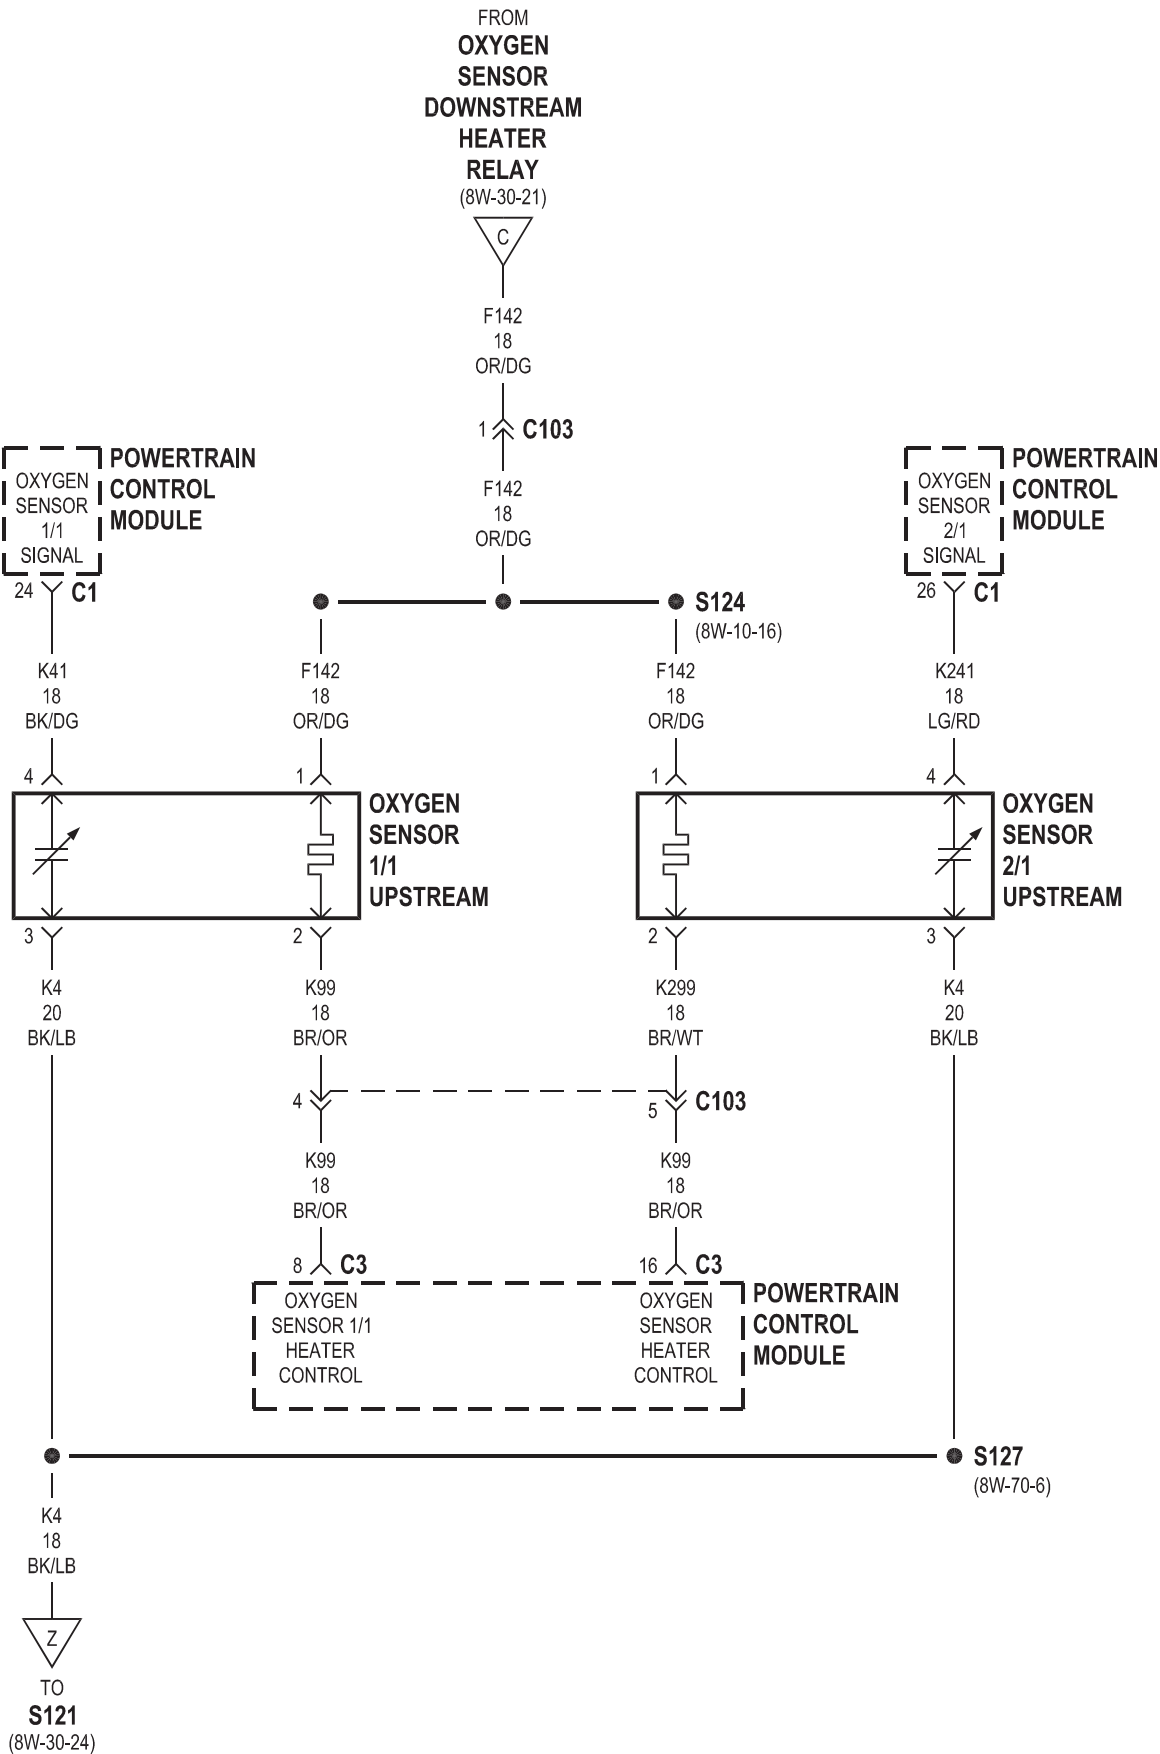 FROM
OXYGEN
SENSOR
DOWNSTREAM
HEATER
RELAY
(8W-30-21)
C
F142
18
OR/DG
1 C103
F142
18
OR/DG
POWERTRAIN
CONTROL
MODULE
OXYGEN
SENSOR
1/1
SIGNAL
24 C1
POWERTRAIN
CONTROL
MODULE
OXYGEN
SENSOR
2/1
SIGNAL
26 C1
S124
(8W-10-16)
K41
18
BK/DG
F142
18
OR/DG
F142
18
OR/DG
K241
18
LG/RD
4
1
1
4
OXYGEN
SENSOR
1/1
UPSTREAM
OXYGEN
SENSOR
2/1
UPSTREAM
3
2
2
3
K4
20
BK/LB
K99
18
BR/OR
K299
18
BR/WT
K4
20
BK/LB
4
5 C103
K99
18
BR/OR
K99
18
BR/OR
8 C3
16 C3
OXYGEN
SENSOR 1/1
HEATER
CONTROL
OXYGEN
SENSOR
HEATER
CONTROL
POWERTRAIN
CONTROL
MODULE
S127
(8W-70-6)
K4
18
BK/LB
Z
TO
S121
(8W-30-24)